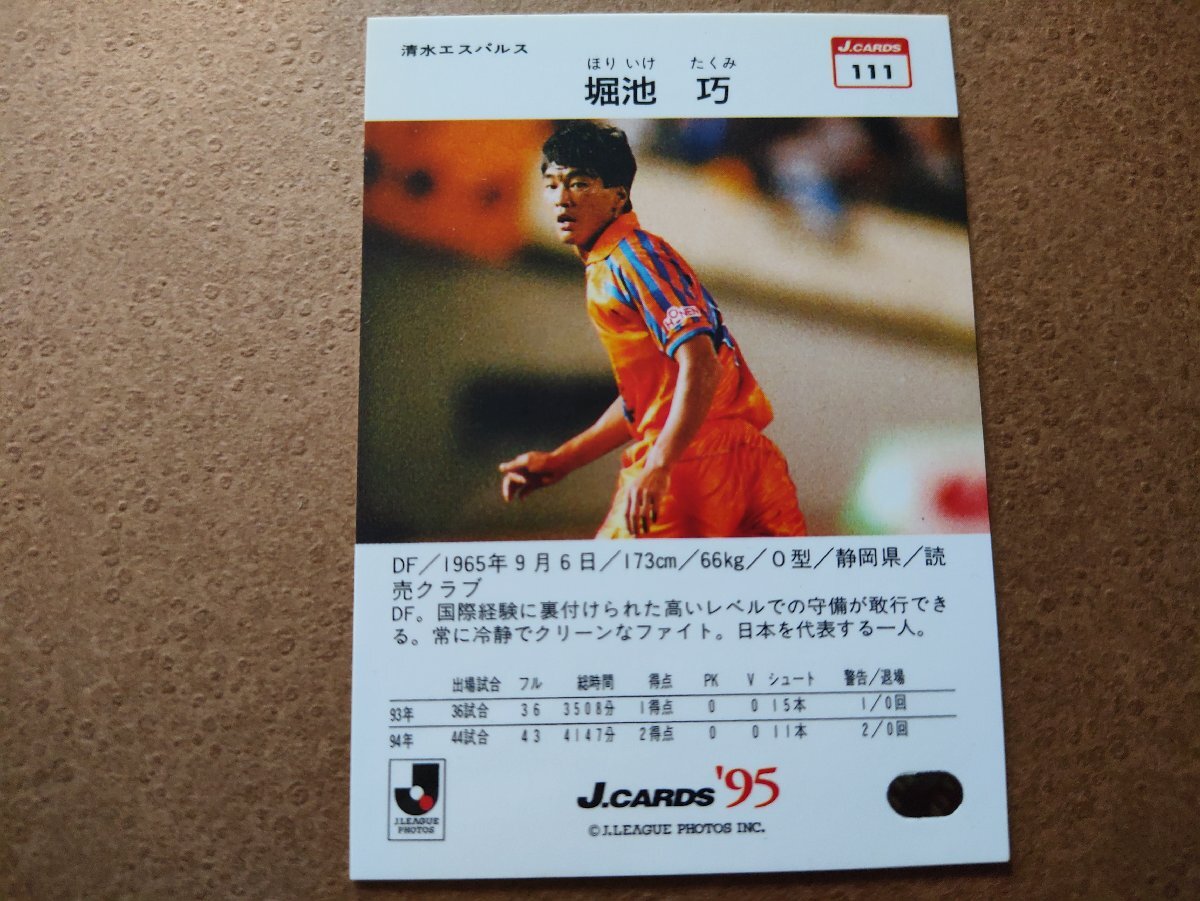 清水エスパルス
ほり いけ たくみ
堀池 巧
J.CARDS
111
HONEN
DF／1965年9月6日／173cm／66kg／O型／静岡県／読
売クラブ
DF。国際経験に裏付けられた高いレベルでの守備が敢行でき
る。常に冷静でクリーンなファイト。日本を代表する一人。
出場試合 フル 総時間 得点 PK V シュート 警告／退場
93年 36試合 36 3508分 1得点 0 0 15本 1／0回
94年 44試合 43 4147分 2得点 0 0 11本 2／0回
J.LEAGUE
PHOTOS
J.CARDS '95
©J.LEAGUE PHOTOS INC.